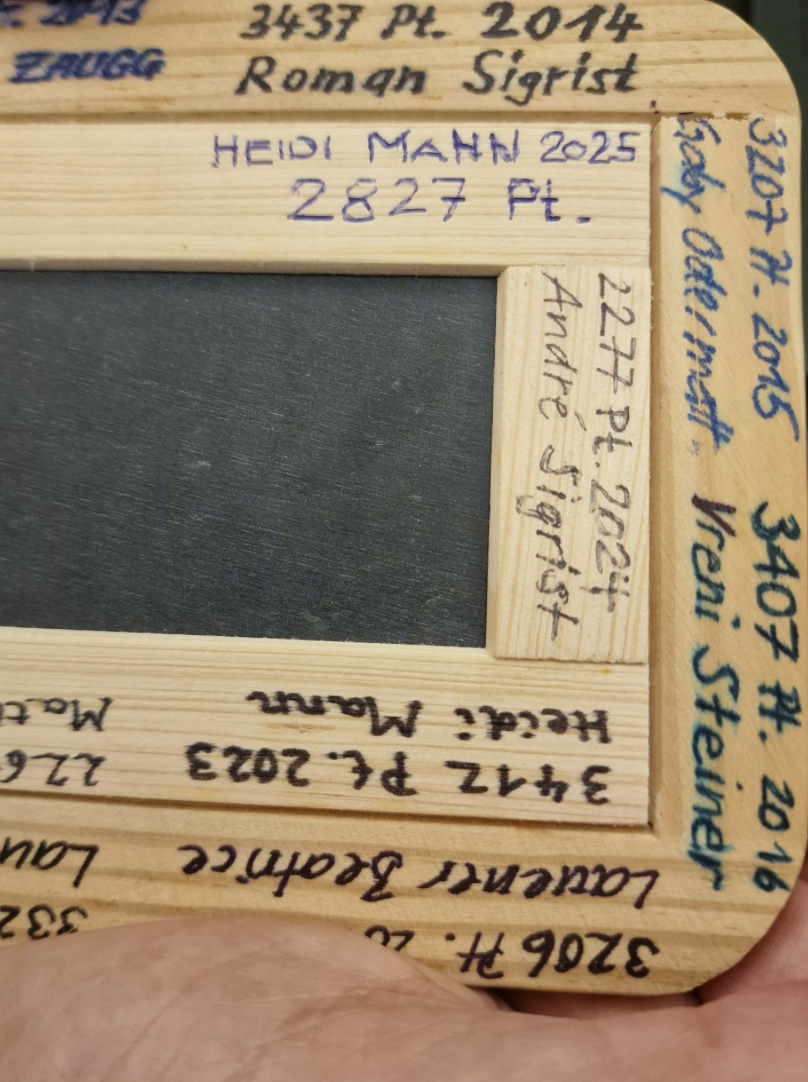 2013
ZAUGG
3437 Pt. 2014
Roman Sigrist
HEIDI MANN 2025
2827 Pt.
3207 Pt. 2015
Gaby Odermatt
3407 Pt. 2016
Vreni Steiner
2277 Pt. 2024
André Sigrist
Heidi Mann
3412 Pt. 2023
Lauener Beatrice
3206 Pt.